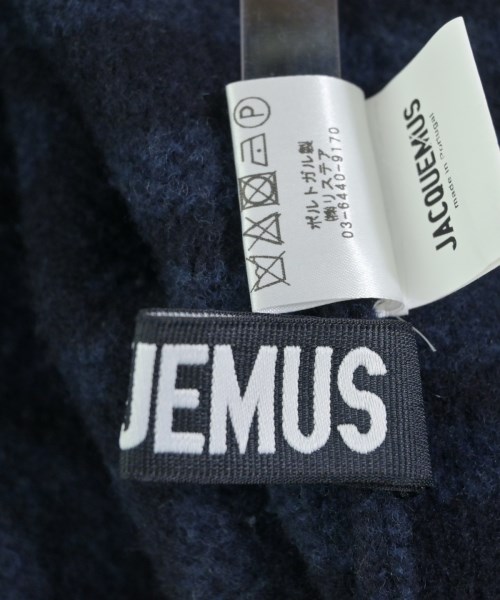 JACQUEMUS
made in Portugal
ポルトガル製
㈱リステア
03-6440-9170
P
JEMUS